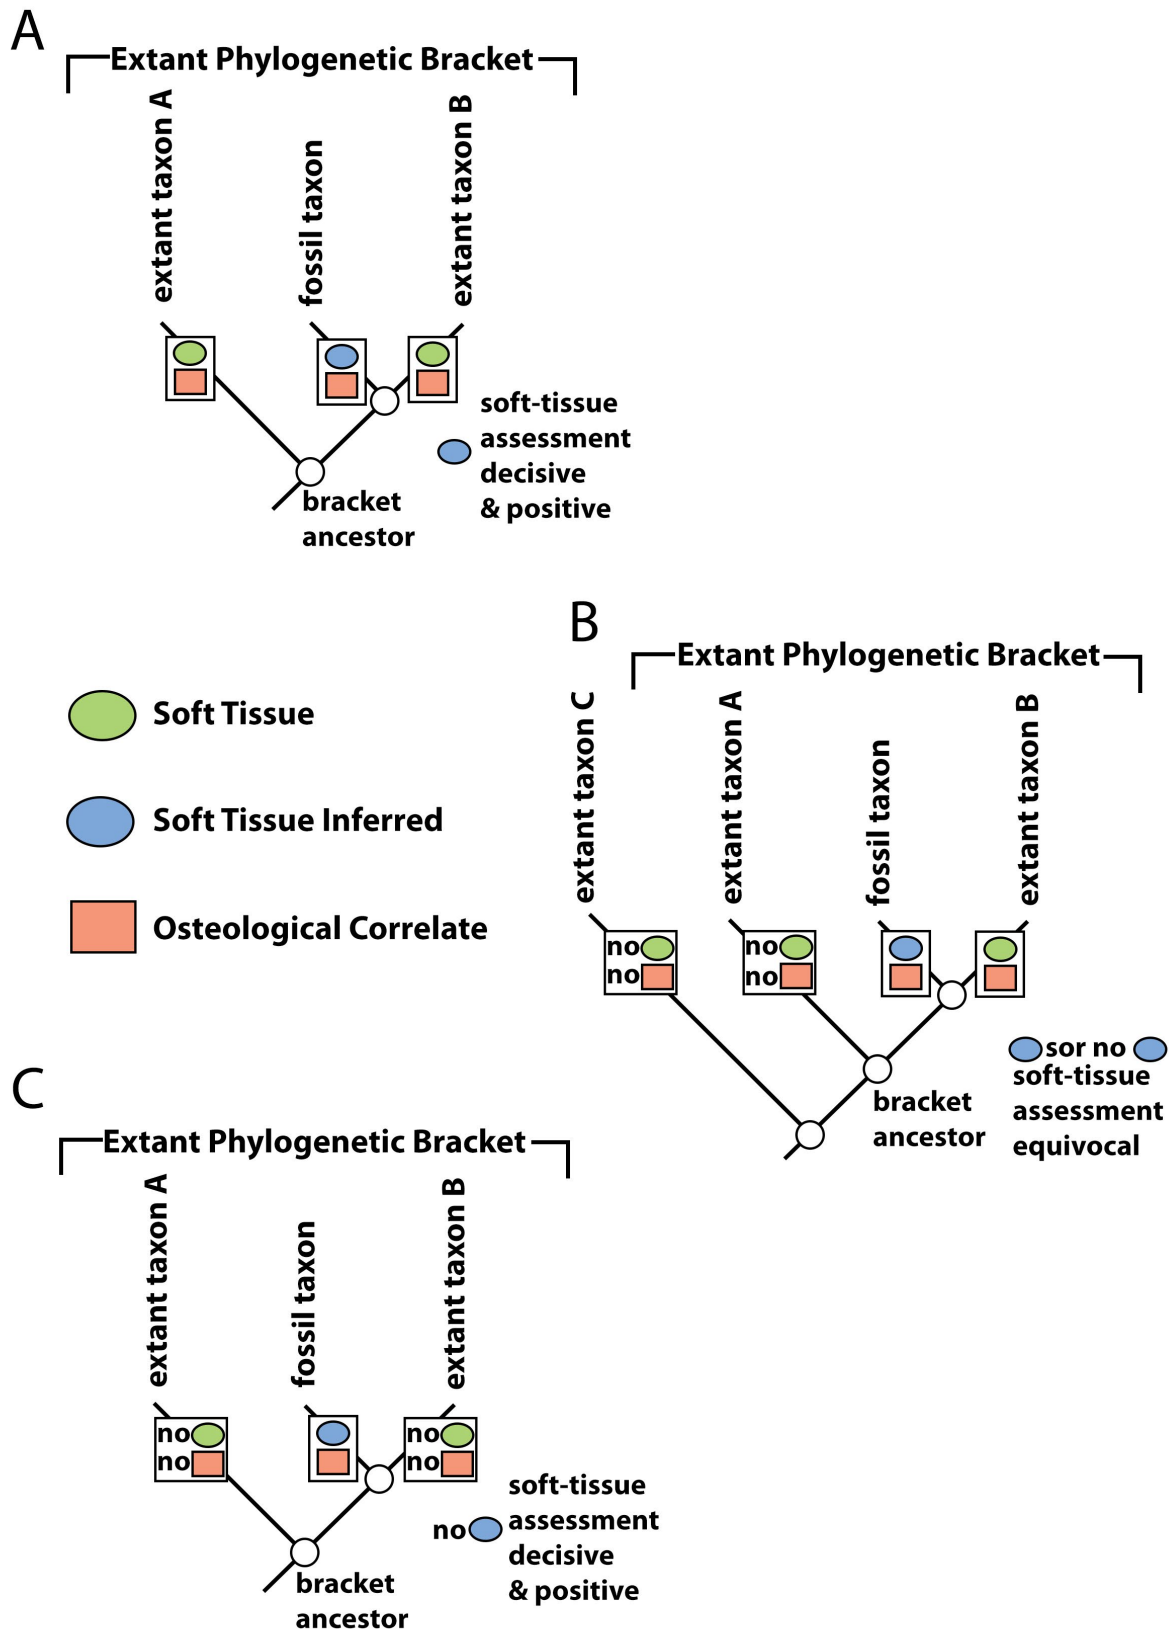 A
Extant Phylogenetic Bracket
extant taxon A
fossil taxon
extant taxon B
soft-tissue
assessment
decisive
& positive
bracket
ancestor
B
Extant Phylogenetic Bracket
extant taxon C
extant taxon A
fossil taxon
extant taxon B
no
no
no
no
sor no
soft-tissue
assessment
equivocal
bracket
ancestor
Soft Tissue
Soft Tissue Inferred
Osteological Correlate
C
Extant Phylogenetic Bracket
extant taxon A
fossil taxon
extant taxon B
no
no
no
no
no
soft-tissue
assessment
decisive
& positive
bracket
ancestor